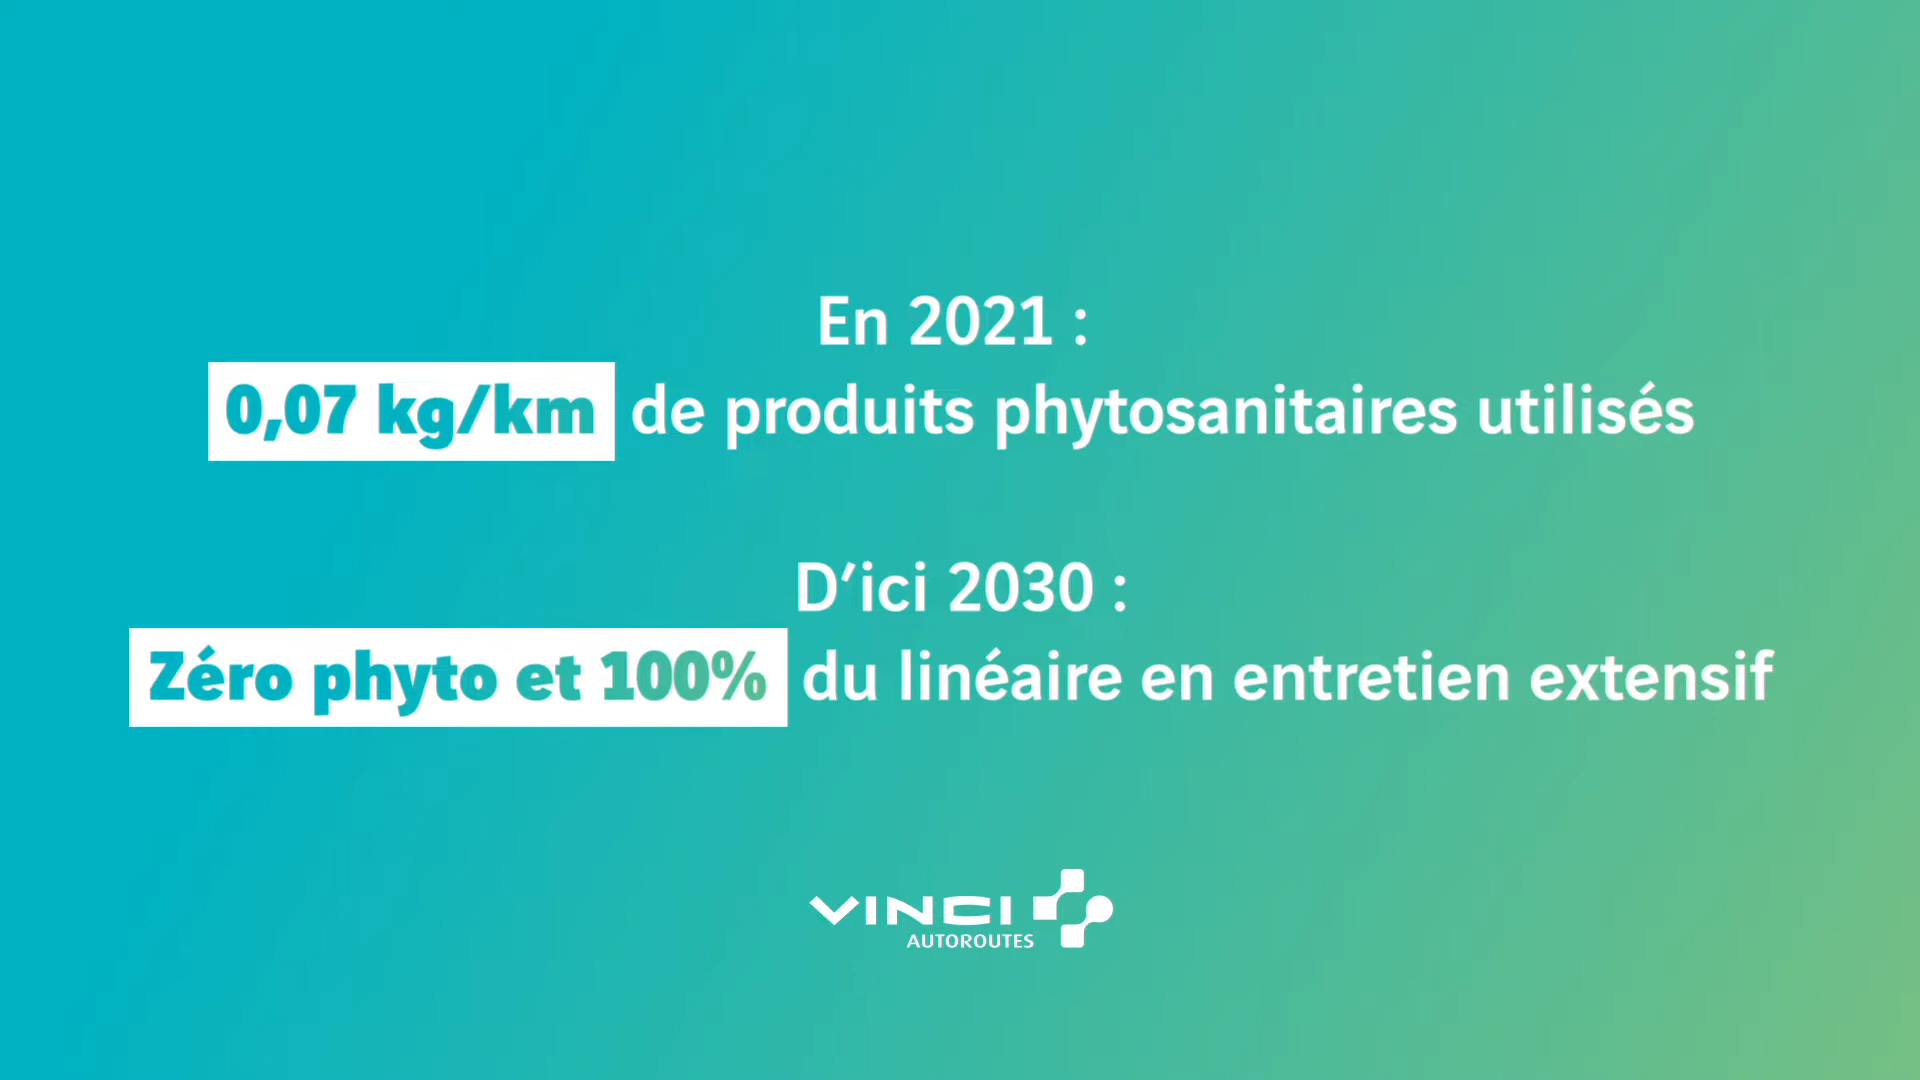 En 2021 :
0,07 kg/km de produits phytosanitaires utilisés
D’ici 2030 :
Zéro phyto et 100% du linéaire en entretien extensif
VINCI
AUTOROUTES